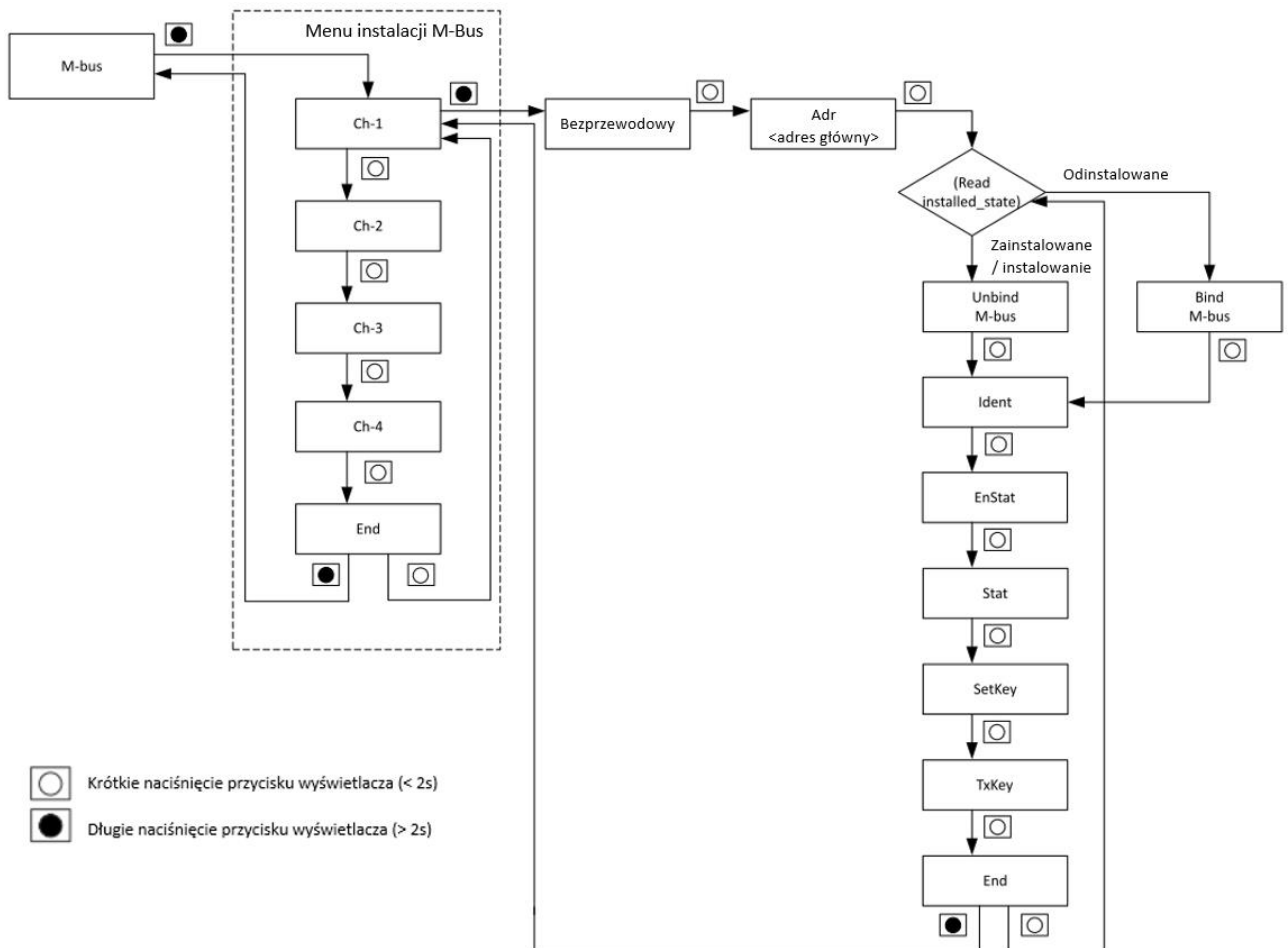 Menu instalacji M-Bus
M-bus
Ch-1
Ch-2
Ch-3
Ch-4
End
Bezprzewodowy
Adr
<adres główny>
(Read
installed_state)
Odinstalowane
Zainstalowane
/ instalowanie
Unbind
M-bus
Bind
M-bus
Ident
EnStat
Stat
SetKey
TxKey
End
Krótkie naciśnięcie przycisku wyświetlacza (< 2s)
Długie naciśnięcie przycisku wyświetlacza (> 2s)